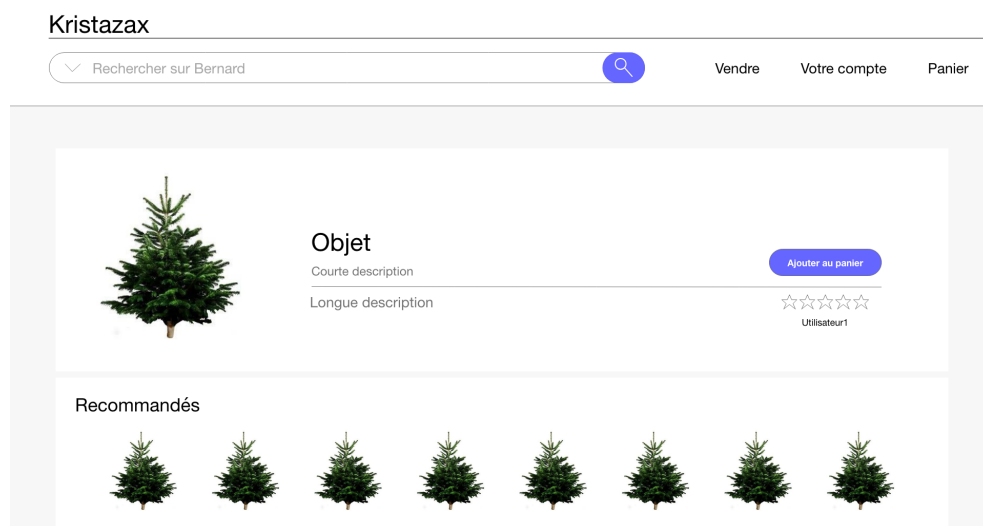 Kristazax
Rechercher sur Bernard
Vendre
Votre compte
Panier
Objet
Courte description
Ajouter au panier
Longue description
Utilisateur1
Recommandés